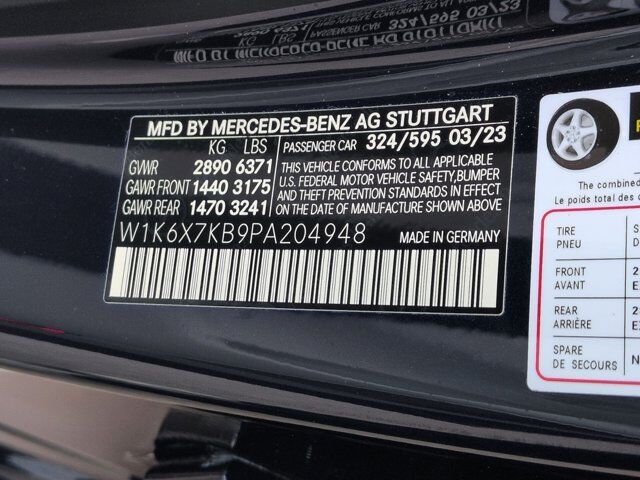 MFD BY MERCEDES-BENZ AG STUTTGART
KG LBS PASSENGER CAR 324/595 03/23
GVWR 2890 6371
GAWR FRONT 1440 3175
GAWR REAR 1470 3241
THIS VEHICLE CONFORMS TO ALL APPLICABLE
U.S. FEDERAL MOTOR VEHICLE SAFETY,BUMPER
AND THEFT PREVENTION STANDARDS IN EFFECT
ON THE DATE OF MANUFACTURE SHOWN ABOVE
W1K6X7KB9PA204948 MADE IN GERMANY
The combined
Le poids total des
TIRE
PNEU
FRONT
AVANT
REAR
ARRIÈRE
SPARE
DE SECOURS